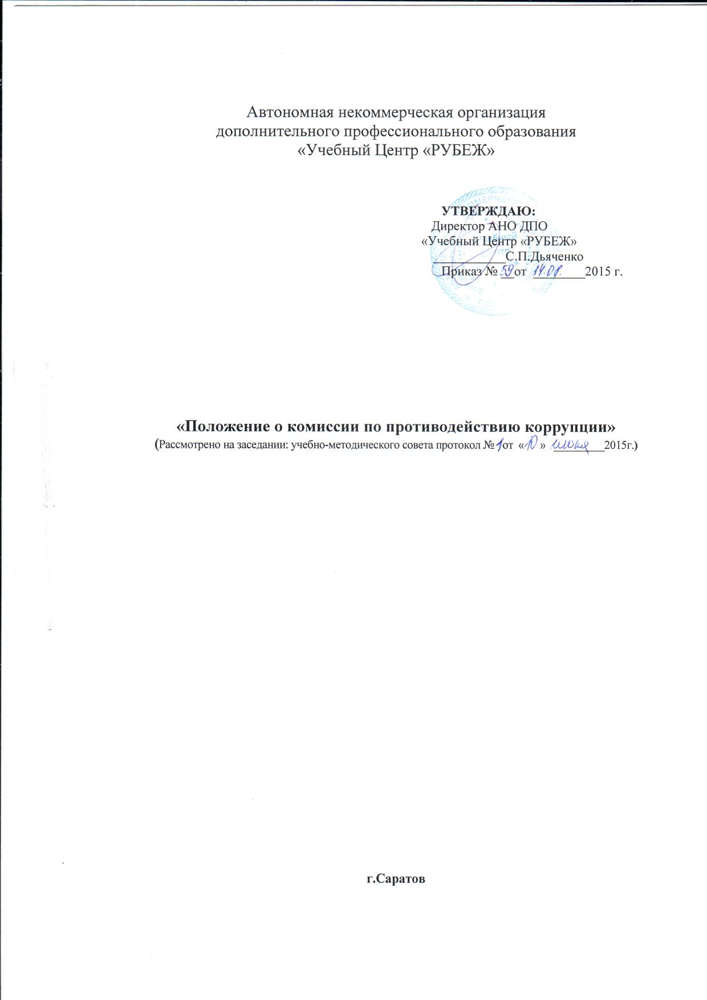 Автономная некоммерческая организация
дополнительного профессионального образования
«Учебный Центр «РУБЕЖ»
УТВЕРЖДАЮ:
Директор АНО ДПО
«Учебный Центр «РУБЕЖ»
____________С.П.Дьяченко
Приказ № 59 от 14.08. 2015 г.
«Положение о комиссии по противодействию коррупции»
(Рассмотрено на заседании: учебно-методического совета протокол № 1 от «10» июня 2015г.)
г.Саратов